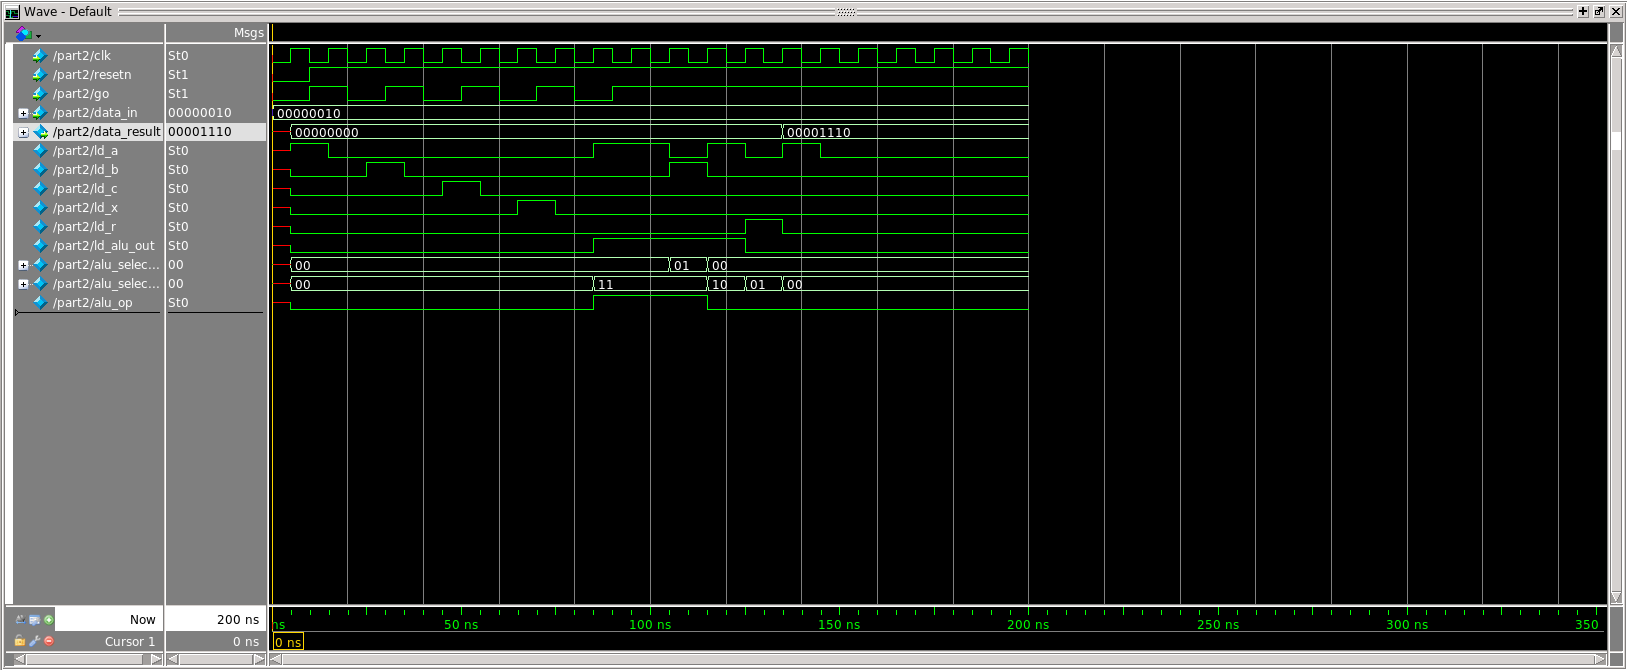 Wave - Default
Msgs
/part2/clk St0
/part2/resetn St1
/part2/go St1
/part2/data_in 00000010 00000010
/part2/data_result 00001110 00000000 00001110
/part2/ld_a St0
/part2/ld_b St0
/part2/ld_c St0
/part2/ld_x St0
/part2/ld_r St0
/part2/ld_alu_out St0
/part2/alu_selec... 00 00 01 00
/part2/alu_selec... 00 00 11 10 01 00
/part2/alu_op St0
Now 200 ns ns 50 ns 100 ns 150 ns 200 ns 250 ns 300 ns 350
Cursor 1 0 ns 0 ns